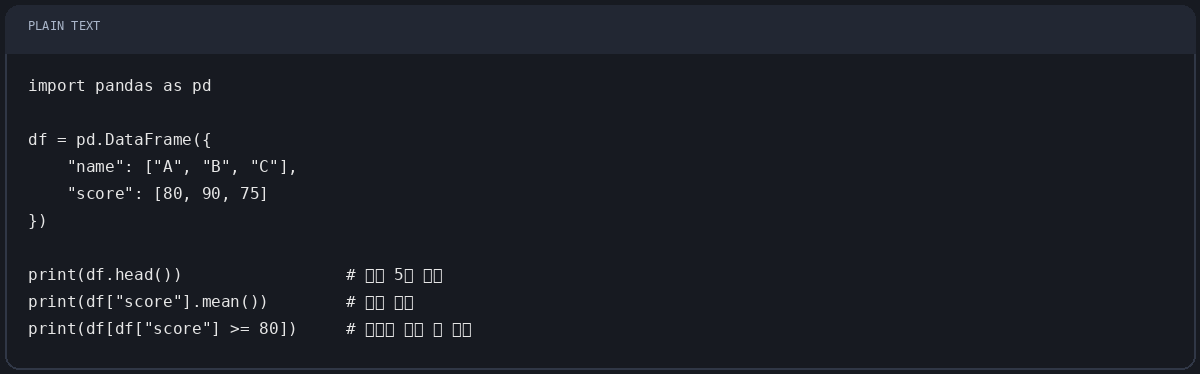 PLAIN TEXT
import pandas as pd
df = pd.DataFrame({
    "name": ["A", "B", "C"],
    "score": [80, 90, 75]
})
print(df.head())                 # 5
print(df["score"].mean())        #
print(df[df["score"] >= 80])     #